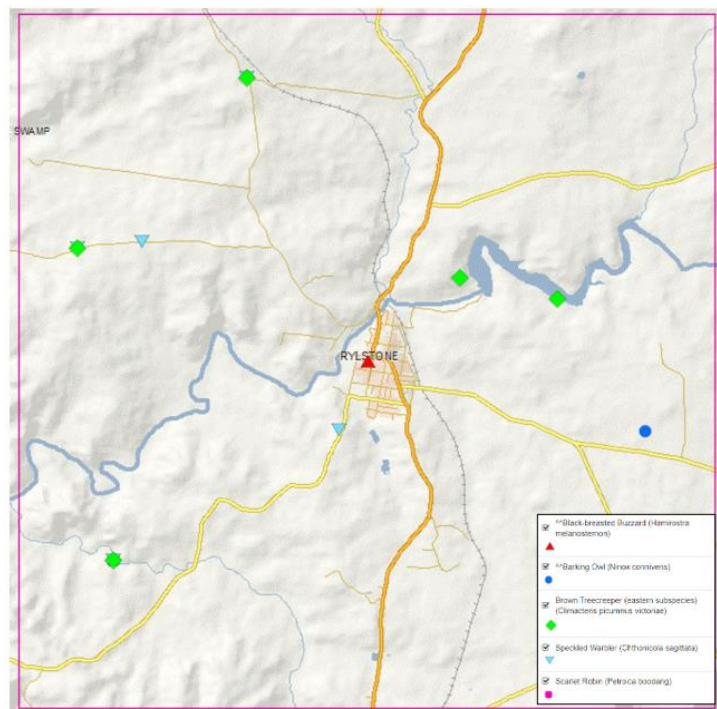 SWAMP
RYLSTONE
^^Black-breasted Buzzard (Hamirostra
melanosternon)
^^Barking Owl (Ninox connivens)
Brown Treecreeper (eastern subspecies)
(Climacteris picumnus victoriae)
Speckled Warbler (Chthonicola sagittata)
Scarlet Robin (Petroica boodang)